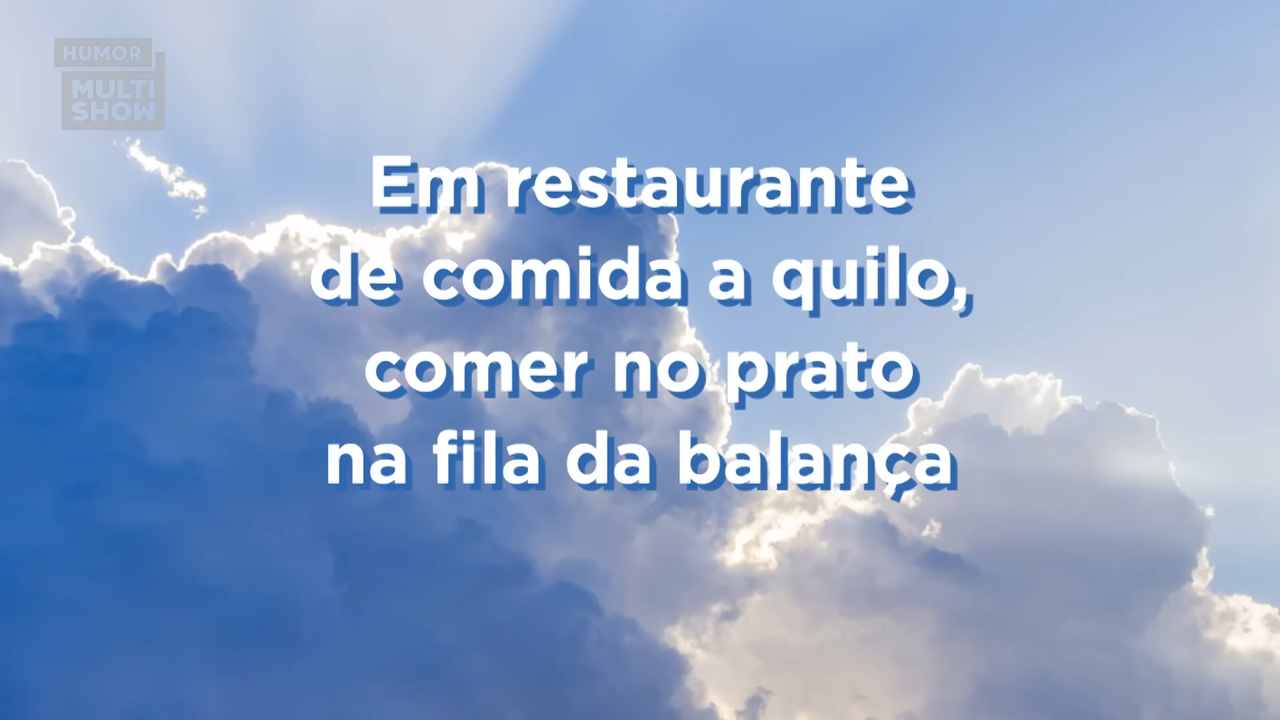 HUMOR
MULTI
SHOW
Em restaurante
de comida a quilo,
comer no prato
na fila da balança